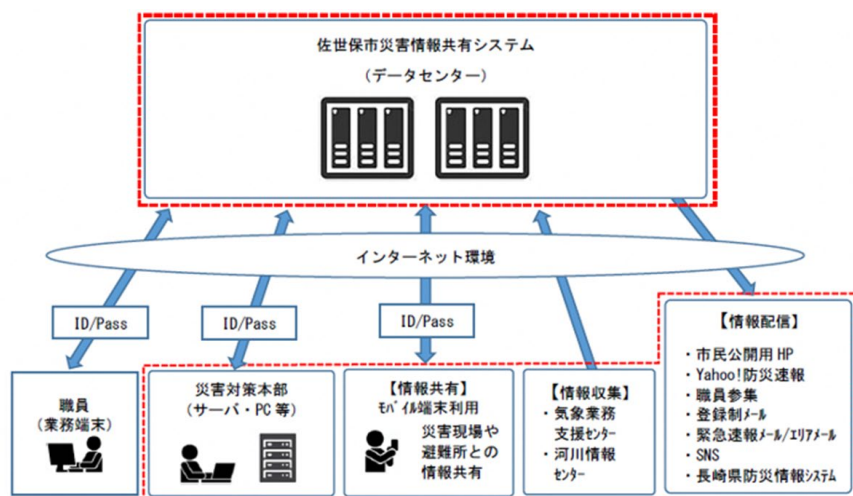 佐世保市災害情報共有システム
(データセンター)
インターネット環境
ID/Pass
ID/Pass
ID/Pass
職員
(業務端末)
災害対策本部
(サーバ・PC 等)
【情報共有】
モバイル端末利用
災害現場や
避難所との
情報共有
【情報収集】
・気象業務
支援センター
・河川情報
センター
【情報配信】
・市民公開用 HP
・Yahoo!防災速報
・職員参集
・登録制メール
・緊急速報メール/エリアメール
・SNS
・長崎県防災情報システム